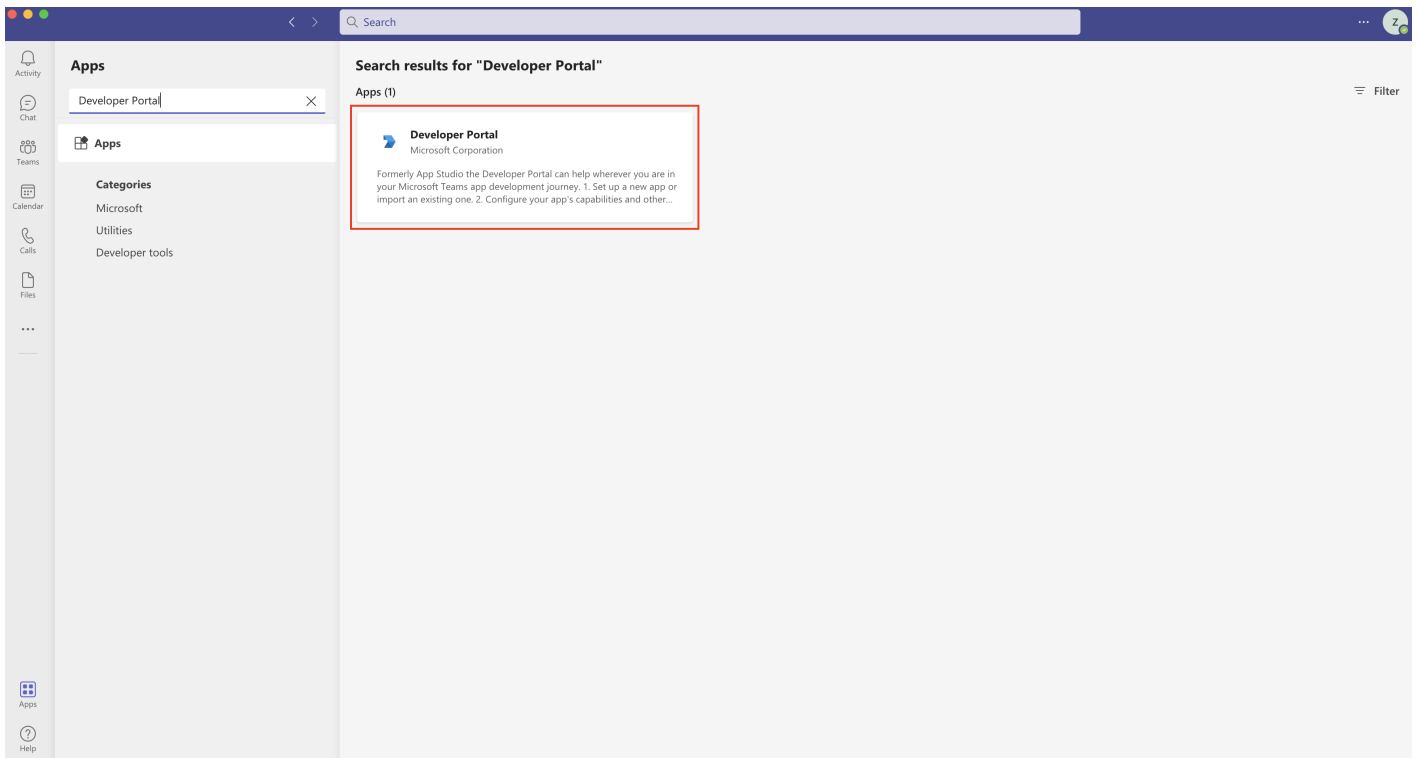 Search
Z
Activity
Chat
Teams
Calendar
Calls
Files
Apps
Help
Apps
Developer Portal
Apps
Categories
Microsoft
Utilities
Developer tools
Search results for "Developer Portal"
Apps (1)
Filter
Developer Portal
Microsoft Corporation
Formerly App Studio the Developer Portal can help wherever you are in
your Microsoft Teams app development journey. 1. Set up a new app or
import an existing one. 2. Configure your app's capabilities and other...